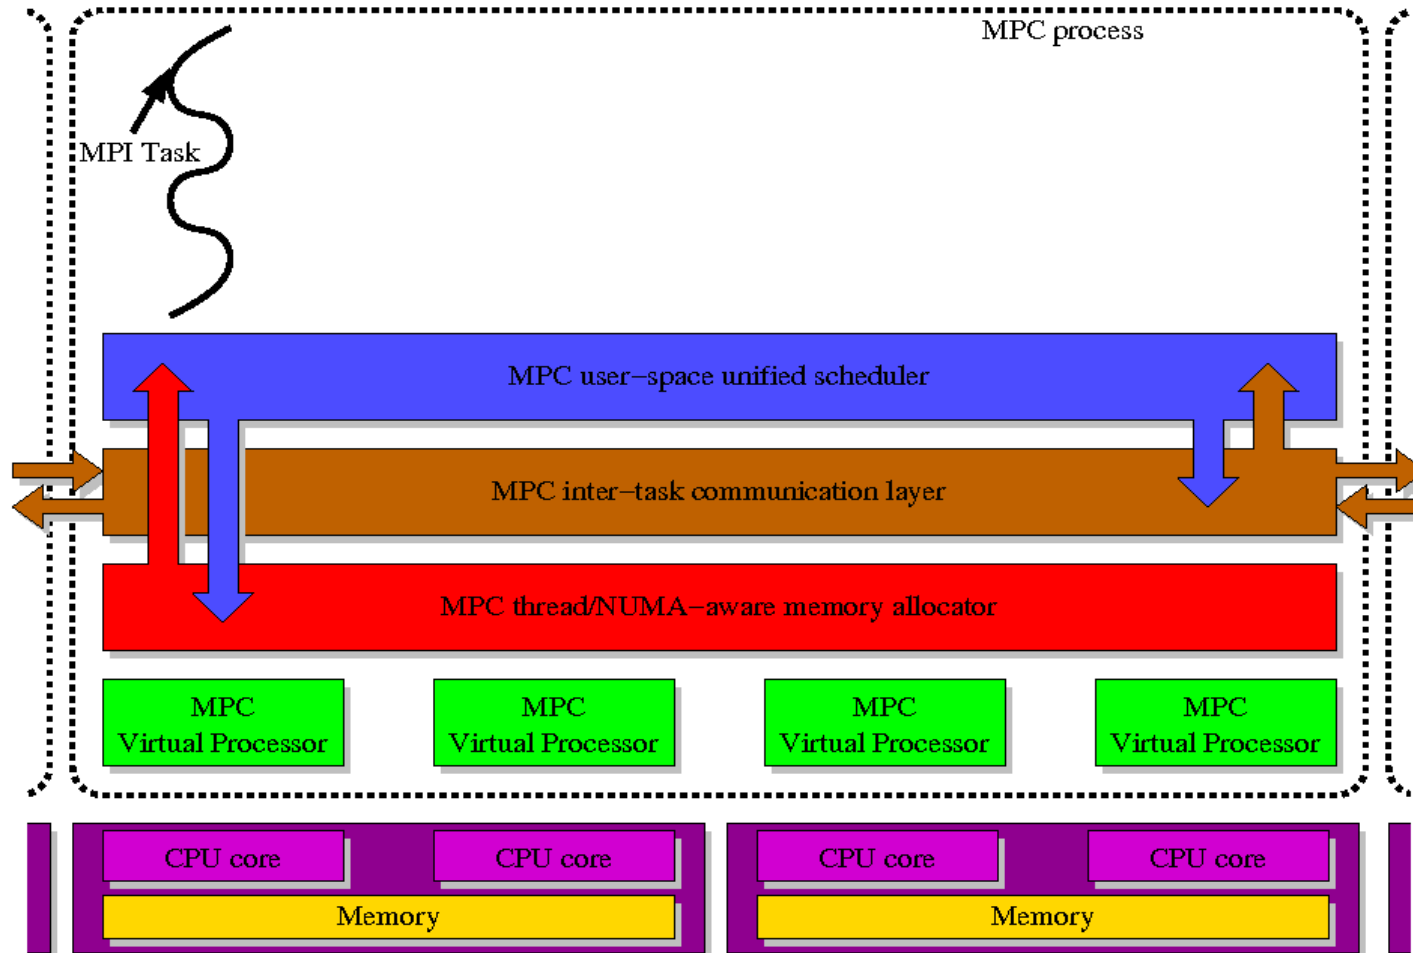 MPC process
MPI Task
MPC user-space unified scheduler
MPC inter-task communication layer
MPC thread/NUMA-aware memory allocator
MPC
Virtual Processor
MPC
Virtual Processor
MPC
Virtual Processor
MPC
Virtual Processor
CPU core
CPU core
CPU core
CPU core
Memory
Memory